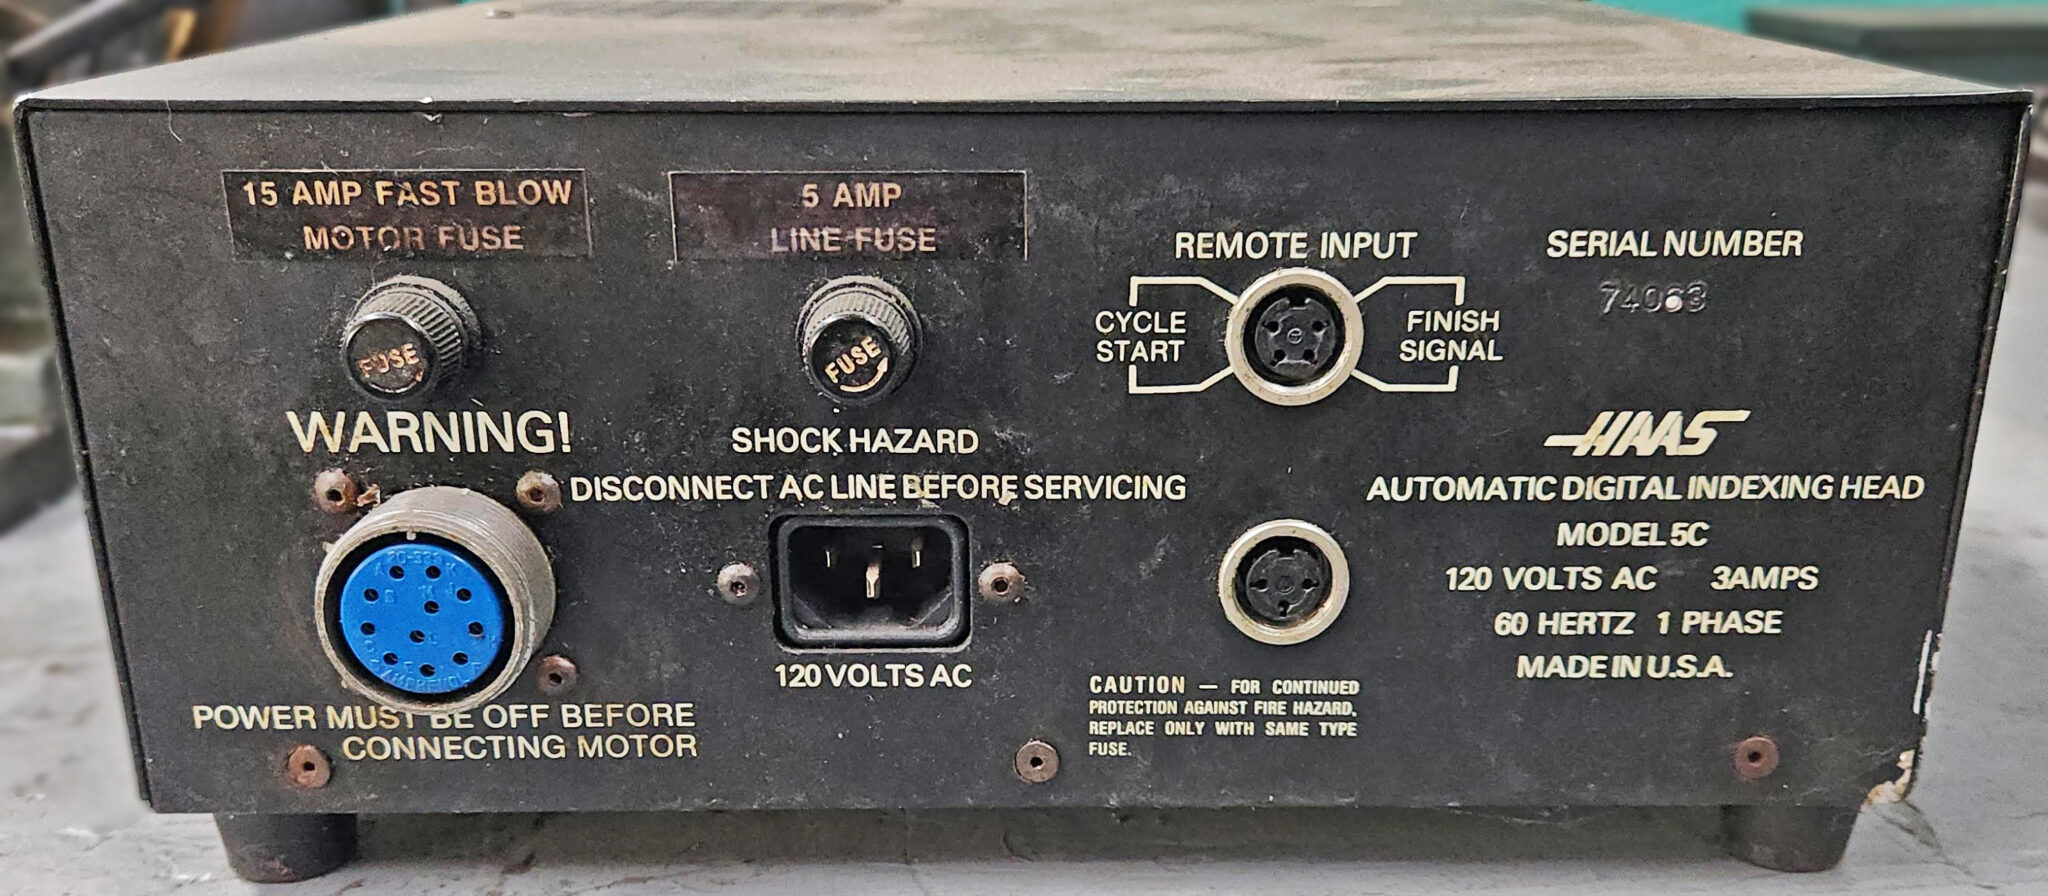 15 AMP FAST BLOW
MOTOR FUSE
5 AMP
LINE FUSE
FUSE
FUSE
REMOTE INPUT
CYCLE
START
FINISH
SIGNAL
SERIAL NUMBER
74063
WARNING!
SHOCK HAZARD
DISCONNECT AC LINE BEFORE SERVICING
120 VOLTS AC
POWER MUST BE OFF BEFORE
CONNECTING MOTOR
CAUTION — FOR CONTINUED
PROTECTION AGAINST FIRE HAZARD,
REPLACE ONLY WITH SAME TYPE
FUSE.
HAAS
AUTOMATIC DIGITAL INDEXING HEAD
MODEL 5C
120 VOLTS AC 3AMPS
60 HERTZ 1 PHASE
MADE IN U.S.A.